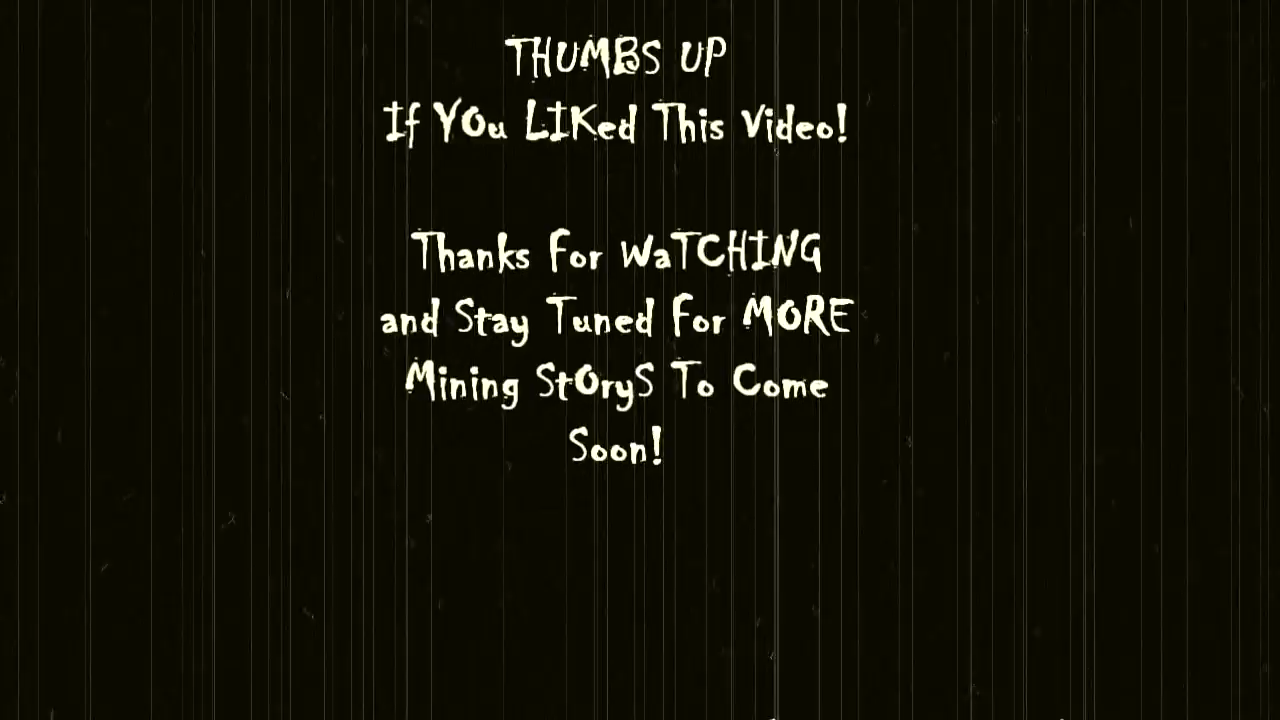 THUMBS UP
If YOu LIKed This Video!
Thanks For WaTCHING
and Stay Tuned For MORE
Mining StOryS To Come
Soon!